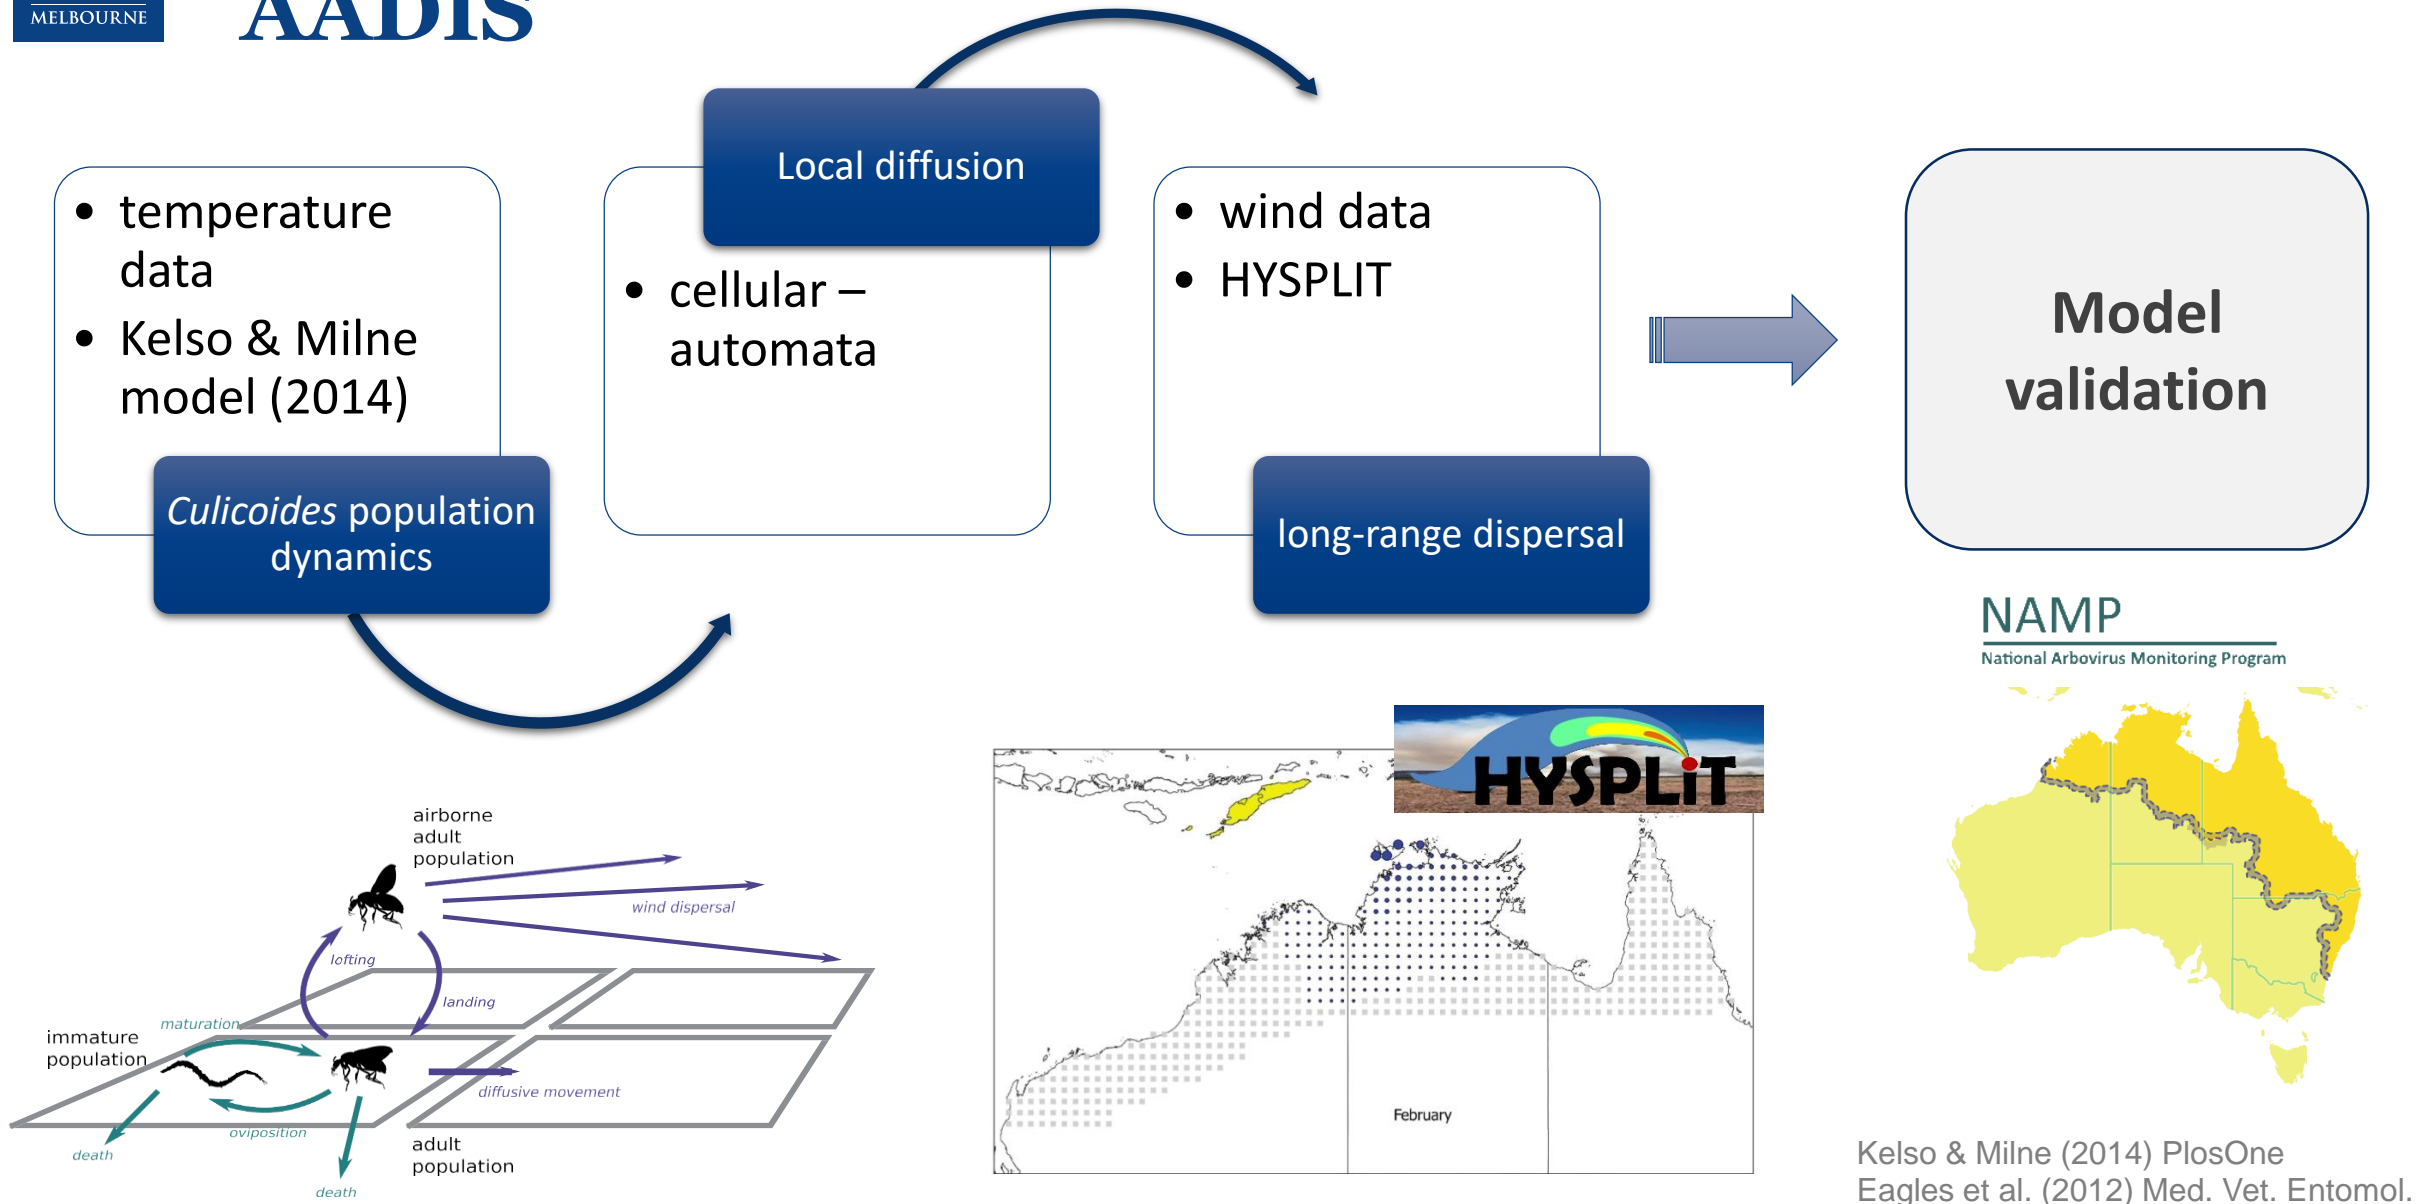 MELBOURNE
AADIS
• temperature
data
• Kelso & Milne
model (2014)
Culicoides population
dynamics
Local diffusion
• cellular –
automata
• wind data
• HYSPLIT
long-range dispersal
Model
validation
NAMP
National Arbovirus Monitoring Program
airborne
adult
population
wind dispersal
lofting
landing
maturation
immature
population
diffusive movement
oviposition
death
adult
population
death
HYSPLiT
February
Kelso & Milne (2014) PlosOne
Eagles et al. (2012) Med. Vet. Entomol.